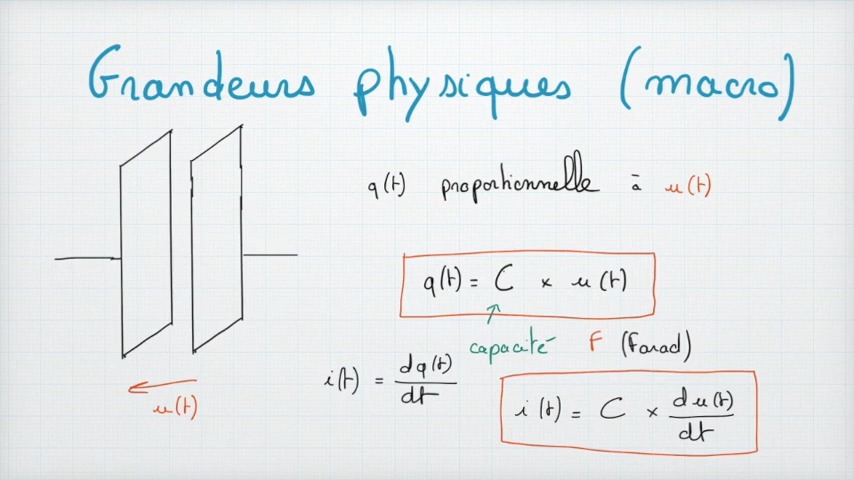 Grandeurs physiques (macro)
q(t) proportionnelle à u(t)
q(t) = C × u(t)
capacité F (Farad)
i(t) = dq(t)/dt
i(t) = C × du(t)/dt
u(t)